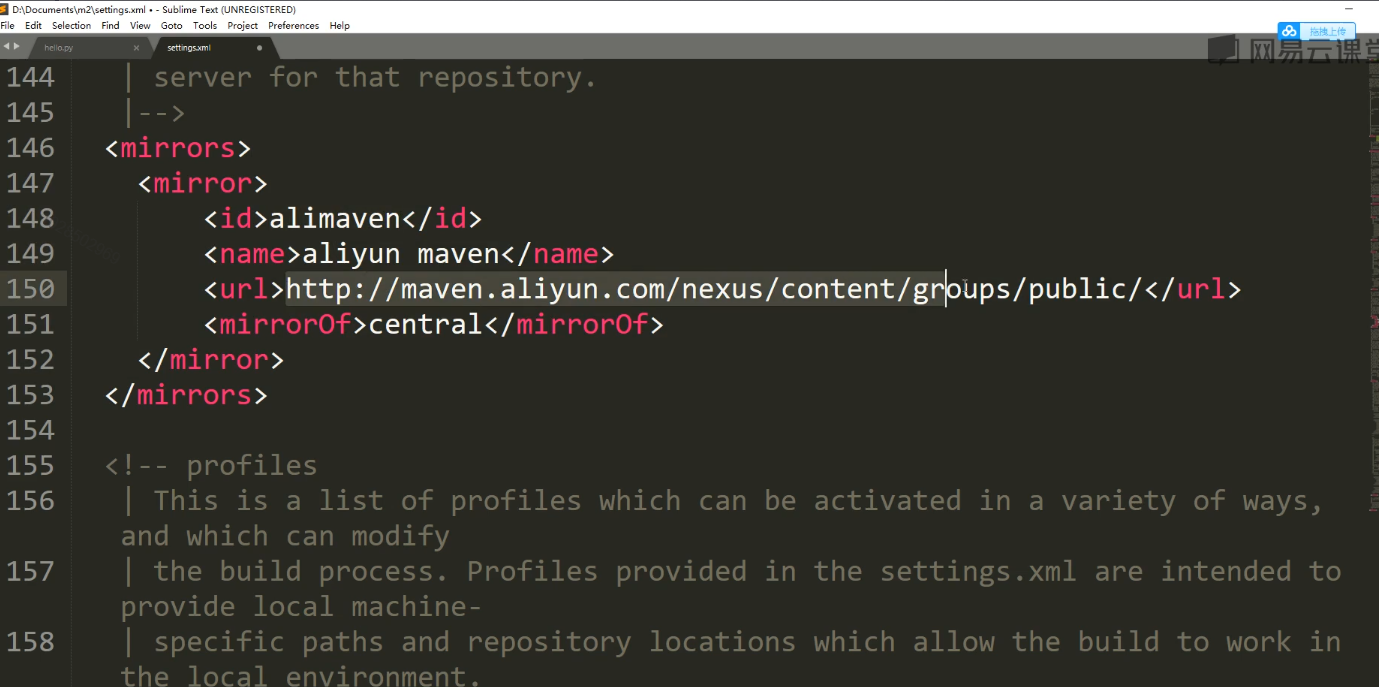 D:\Documents\m2\settings.xml • - Sublime Text (UNREGISTERED)
File Edit Selection Find View Goto Tools Project Preferences Help
拖拽上传
hello.py × settings.xml
网易云课堂
144 | server for that repository.
145 |-->
146 <mirrors>
147 <mirror>
148 <id>alimaven</id>
149 <name>aliyun maven</name>
150 <url>http://maven.aliyun.com/nexus/content/groups/public/</url>
151 <mirrorOf>central</mirrorOf>
152 </mirror>
153 </mirrors>
154
155 <!-- profiles
156 | This is a list of profiles which can be activated in a variety of ways,
and which can modify
157 | the build process. Profiles provided in the settings.xml are intended to
provide local machine-
158 | specific paths and repository locations which allow the build to work in
the local environment.